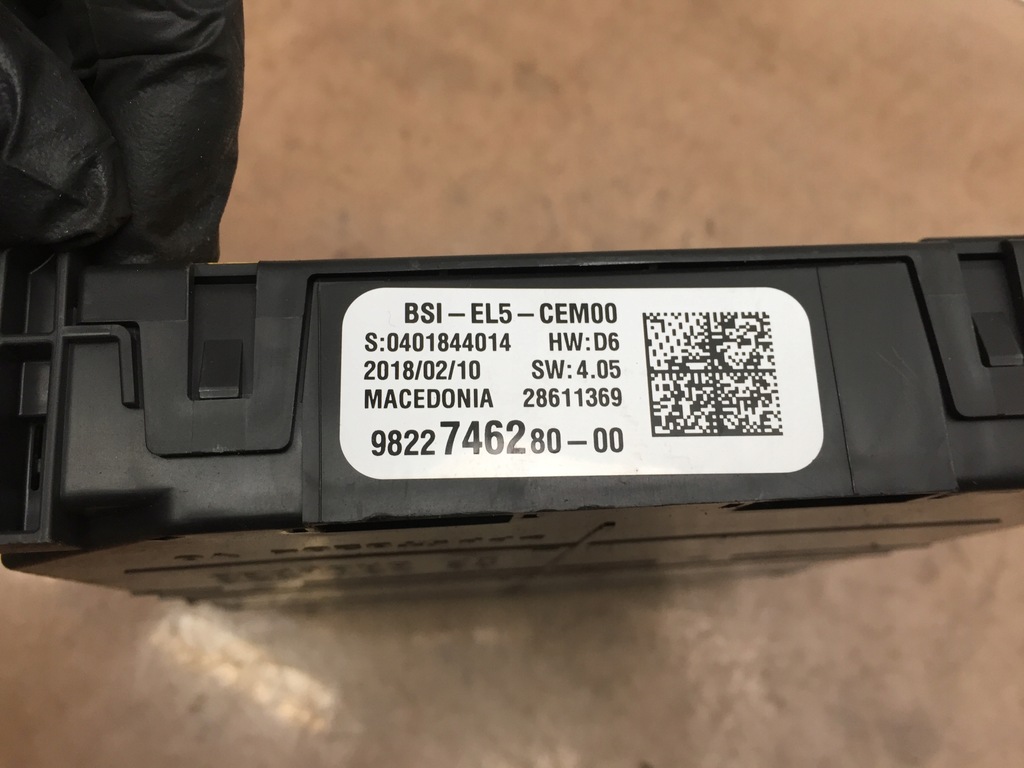 BSI-EL5-CEM00
S:0401844014 HW:D6
2018/02/10 SW:4.05
MACEDONIA 28611369
9822746280-00